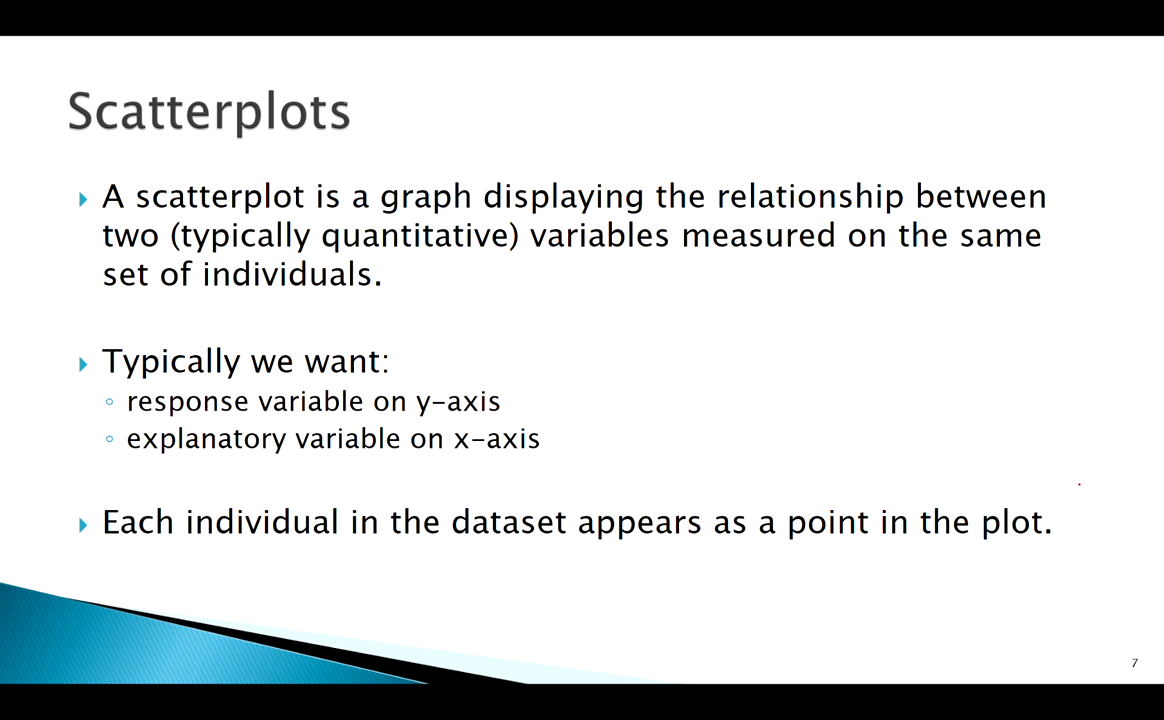 Scatterplots
A scatterplot is a graph displaying the relationship between
two (typically quantitative) variables measured on the same
set of individuals.
Typically we want:
response variable on y-axis
explanatory variable on x-axis
Each individual in the dataset appears as a point in the plot.
7